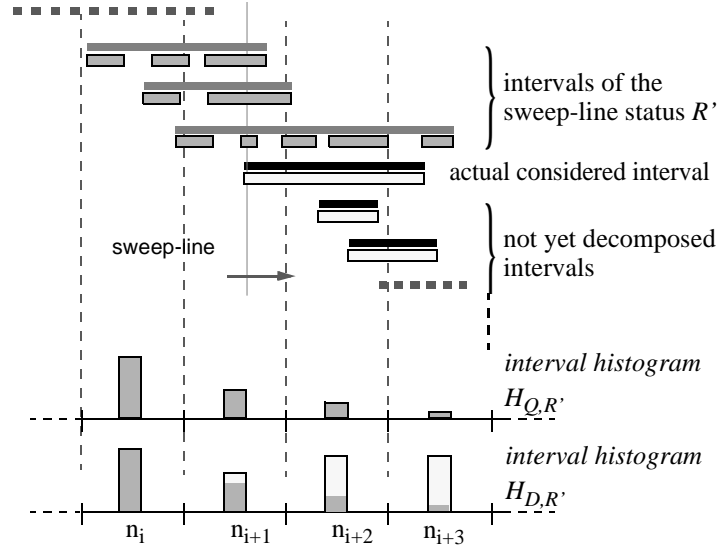 intervals of the
sweep-line status R’
actual considered interval
sweep-line
not yet decomposed
intervals
interval histogram
H_{Q,R’}
interval histogram
H_{D,R’}
n_i
n_{i+1}
n_{i+2}
n_{i+3}